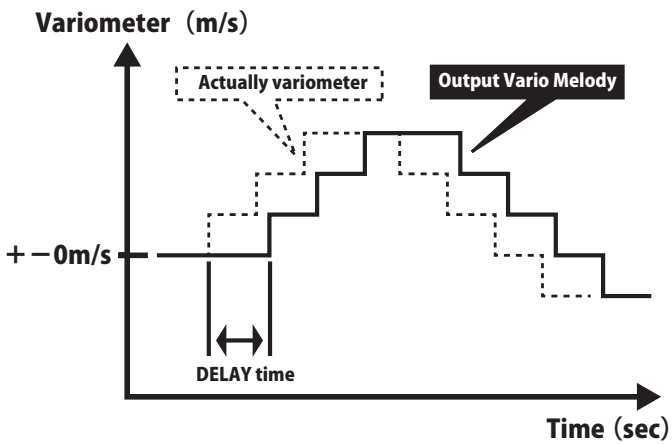 Variometer (m/s)
Actually variometer
Output Vario Melody
＋－0m/s
DELAY time
Time (sec)